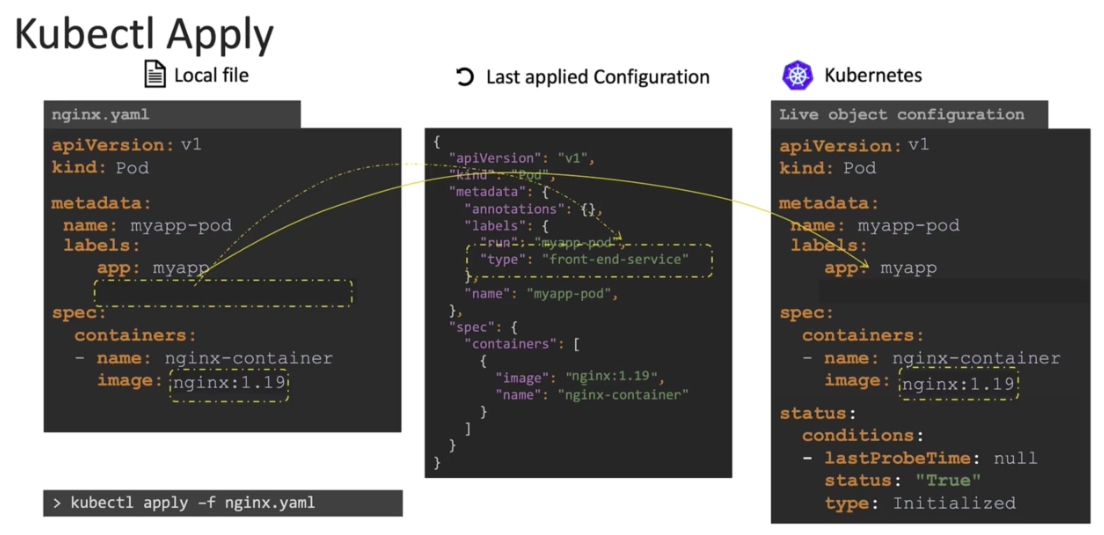 Kubectl Apply
Local file
nginx.yaml
apiVersion: v1
kind: Pod
metadata:
name: myapp-pod
labels:
app: myapp
spec:
containers:
- name: nginx-container
image: nginx:1.19
> kubectl apply –f nginx.yaml
Last applied Configuration
{
"apiVersion": "v1",
"kind": "Pod",
"metadata": {
"annotations": {},
"labels": {
"run": "myapp-pod",
"type": "front-end-service"
},
"name": "myapp-pod",
},
"spec": {
"containers": [
{
"image": "nginx:1.19",
"name": "nginx-container"
}
]
}
}
Kubernetes
Live object configuration
apiVersion: v1
kind: Pod
metadata:
name: myapp-pod
labels:
app: myapp
spec:
containers:
- name: nginx-container
image: nginx:1.19
status:
conditions:
- lastProbeTime: null
status: "True"
type: Initialized